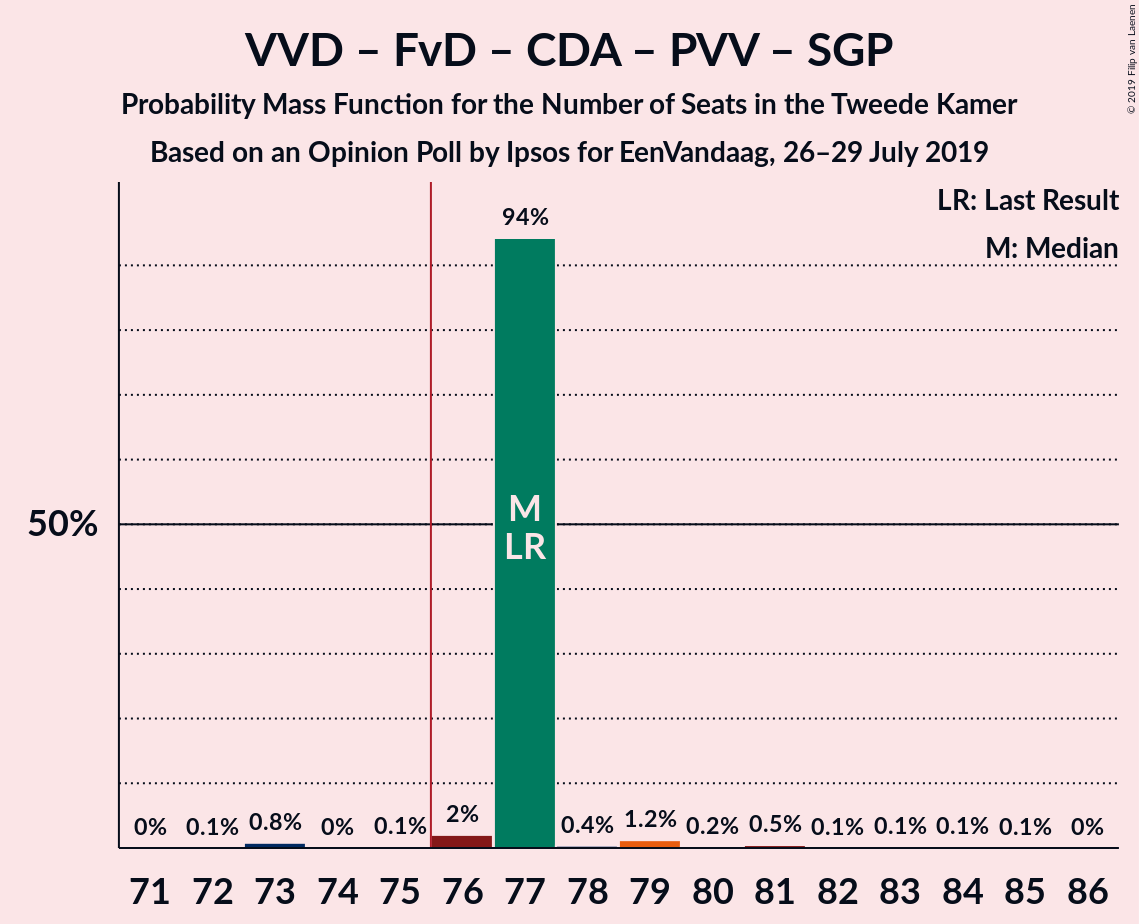 VVD – FvD – CDA – PVV – SGP
Probability Mass Function for the Number of Seats in the Tweede Kamer
Based on an Opinion Poll by Ipsos for EenVandaag, 26–29 July 2019
© 2019 Filip van Laenen
LR: Last Result
M: Median
94%
50%
M
LR
0% 0.1% 0.8% 0% 0.1% 2% 0.4% 1.2% 0.2% 0.5% 0.1% 0.1% 0.1% 0.1% 0%
71 72 73 74 75 76 77 78 79 80 81 82 83 84 85 86